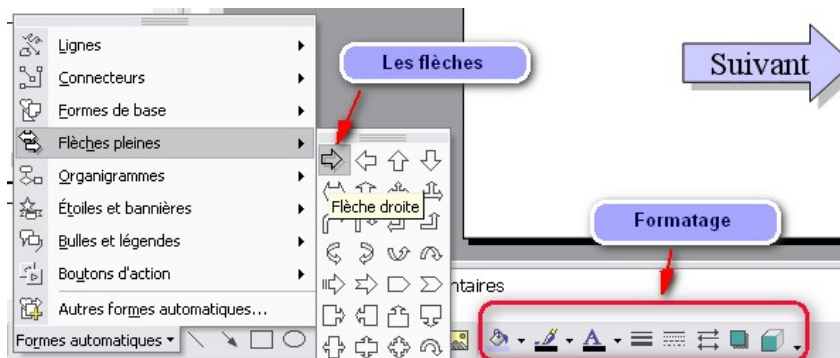 Lignes
Connecteurs
Formes de base
Flèches pleines
Organigrammes
Étoiles et bannières
Bulles et légendes
Boutons d'action
Autres formes automatiques...
Formes automatiques
Les flèches
Flèche droite
Suivant
Formatage
ntaires
A